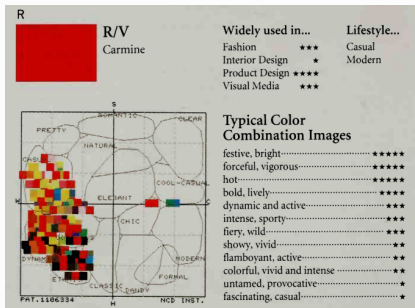 R
R/V
Carmine
Widely used in...
Fashion ★★★
Interior Design ★
Product Design ★★★★
Visual Media ★★★
Lifestyle...
Casual
Modern
S
ROMANTIC
CLEAR
PRETTY
NATURAL
CASUAL
COOL-CASUAL
ELEGANT
W
C
CHIC
MODERN
FORMAL
CLASSIC
DANDY
H
PAT.1106334
NCD INST.
Typical Color
Combination Images
festive, bright ★★★★★
forceful, vigorous ★★★★★
hot ★★★★★
bold, lively ★★★★
dynamic and active ★★★
intense, sporty ★★★
fiery, wild ★★★
showy, vivid ★★★
flamboyant, active ★★
colorful, vivid and intense ★★
untamed, provocative ★
fascinating, casual ★